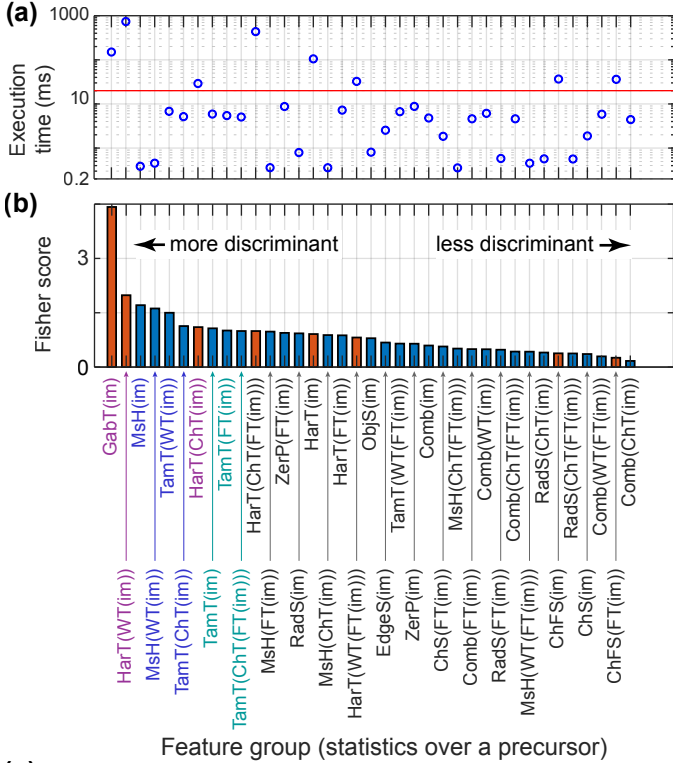 (a)
1000
10
0.2
Execution
time (ms)
(b)
3
0
Fisher score
more discriminant
less discriminant
GabT(im)
MsH(im)
TamT(WT(im))
HarT(ChT(im))
TamT(FT(im))
HarT(ChT(FT(im)))
ZerP(FT(im))
HarT(im)
HarT(FT(im))
ObjS(im)
TamT(WT(FT(im)))
Comb(im)
MsH(ChT(FT(im)))
Comb(WT(im))
Comb(ChT(FT(im)))
RadS(ChT(im))
RadS(ChT(FT(im)))
Comb(WT(FT(im)))
Comb(ChT(im))
HarT(WT(im))
MsH(WT(im))
TamT(ChT(im))
TamT(im)
TamT(ChT(FT(im)))
MsH(FT(im))
RadS(im)
MsH(ChT(im))
HarT(WT(FT(im)))
EdgeS(im)
ZerP(im)
ChS(FT(im))
Comb(FT(im))
RadS(FT(im))
MsH(WT(FT(im)))
ChFS(im)
ChS(im)
ChFS(FT(im))
Feature group (statistics over a precursor)